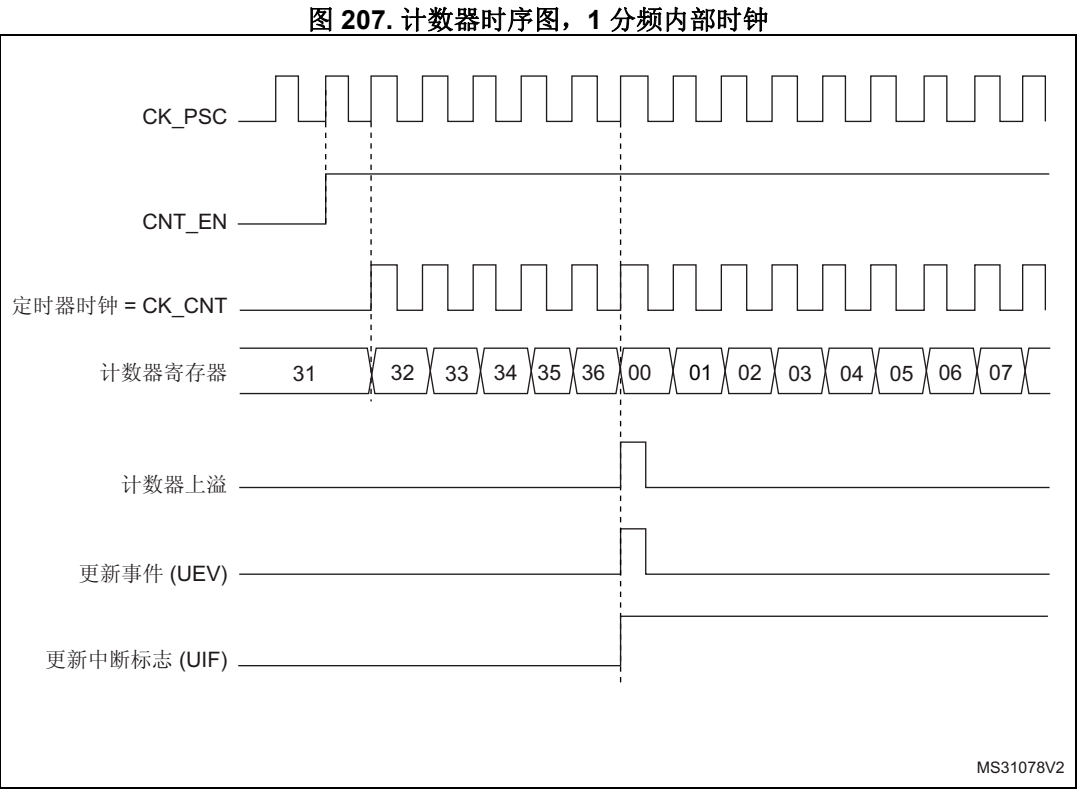 图 207. 计数器时序图，1 分频内部时钟
CK_PSC
CNT_EN
定时器时钟 = CK_CNT
计数器寄存器 31 32 33 34 35 36 00 01 02 03 04 05 06 07
计数器上溢
更新事件 (UEV)
更新中断标志 (UIF)
MS31078V2